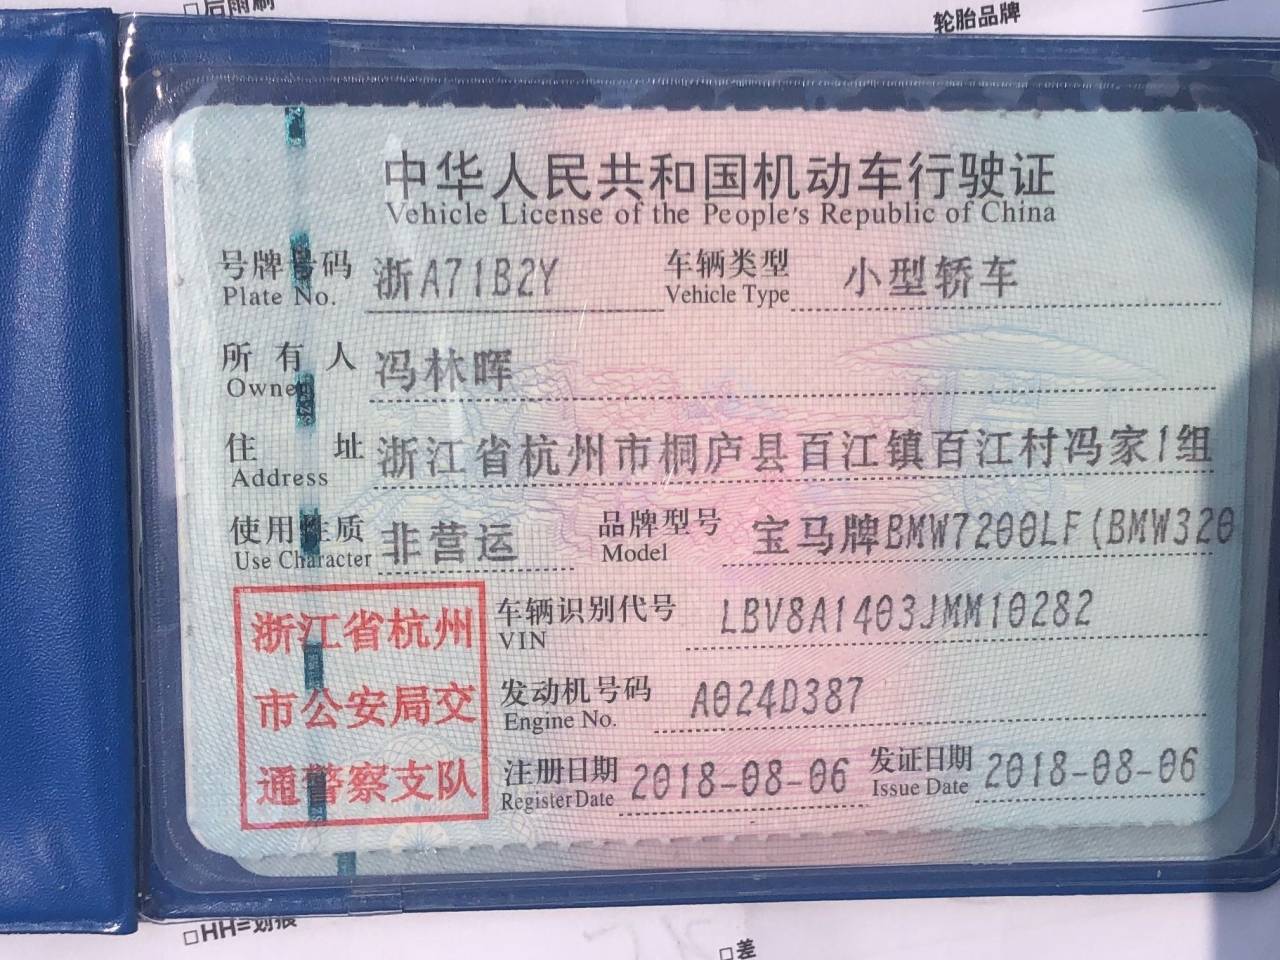 □后雨刷
轮胎品牌
中华人民共和国机动车行驶证
Vehicle License of the People's Republic of China
号牌号码 浙A71B2Y 车辆类型 小型轿车
Plate No. Vehicle Type
所有人 冯林晖
Owner
住址 浙江省杭州市桐庐县百江镇百江村冯家1组
Address
使用性质 非营运 品牌型号 宝马牌BMW7200LF(BMW320
Use Character Model
浙江省杭州
市公安局交
通警察支队
车辆识别代号 LBV8A1403JMM10282
VIN
发动机号码 A024D387
Engine No.
注册日期 2018-08-06 发证日期 2018-08-06
Register Date Issue Date
□HH=划痕
□差